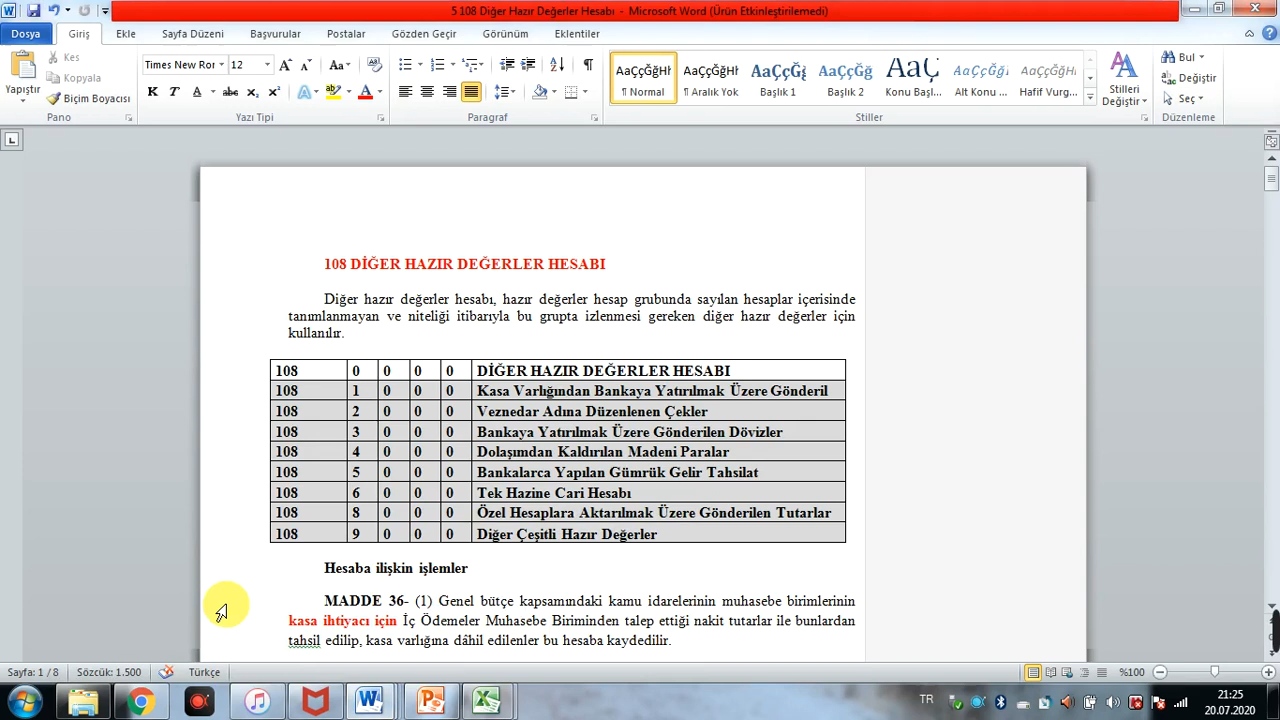 5 108 Diğer Hazır Değerler Hesabı - Microsoft Word (Ürün Etkinleştirilemedi)
Dosya Giriş Ekle Sayfa Düzeni Başvurular Postalar Gözden Geçir Görünüm Eklentiler
Yapıştır
Kes
Kopyala
Biçim Boyacısı
Pano
Times New Ror 12
K T A abc x₂ x² A ab A
Yazı Tipi
Paragraf
AaÇçĞğHh
¶ Normal
AaÇçĞğHh
¶ Aralık Yok
AaÇçĞğ
Başlık 1
AaÇçĞğ
Başlık 2
AaÇç
Konu Başl...
AaÇçĞğ
Alt Konu ...
AaÇçĞğHh
Hafif Vurg...
Stilleri
Değiştir
Stiller
Bul
Değiştir
Seç
Düzenleme
108 DİĞER HAZIR DEĞERLER HESABI
Diğer hazır değerler hesabı, hazır değerler hesap grubunda sayılan hesaplar içerisinde
tanımlanmayan ve niteliği itibarıyla bu grupta izlenmesi gereken diğer hazır değerler için
kullanılır.
108 0 0 0 0 DİĞER HAZIR DEĞERLER HESABI
108 1 0 0 0 Kasa Varlığından Bankaya Yatırılmak Üzere Gönderil
108 2 0 0 0 Veznedar Adına Düzenlenen Çekler
108 3 0 0 0 Bankaya Yatırılmak Üzere Gönderilen Dövizler
108 4 0 0 0 Dolaşımdan Kaldırılan Madeni Paralar
108 5 0 0 0 Bankalarca Yapılan Gümrük Gelir Tahsilat
108 6 0 0 0 Tek Hazine Cari Hesabı
108 8 0 0 0 Özel Hesaplara Aktarılmak Üzere Gönderilen Tutarlar
108 9 0 0 0 Diğer Çeşitli Hazır Değerler
Hesaba ilişkin işlemler
MADDE 36- (1) Genel bütçe kapsamındaki kamu idarelerinin muhasebe birimlerinin
kasa ihtiyacı için İç Ödemeler Muhasebe Biriminden talep ettiği nakit tutarlar ile bunlardan
tahsil edilip, kasa varlığına dâhil edilenler bu hesaba kaydedilir.
Sayfa: 1 / 8 Sözcük: 1.500 Türkçe %100
TR 21:25
20.07.2020